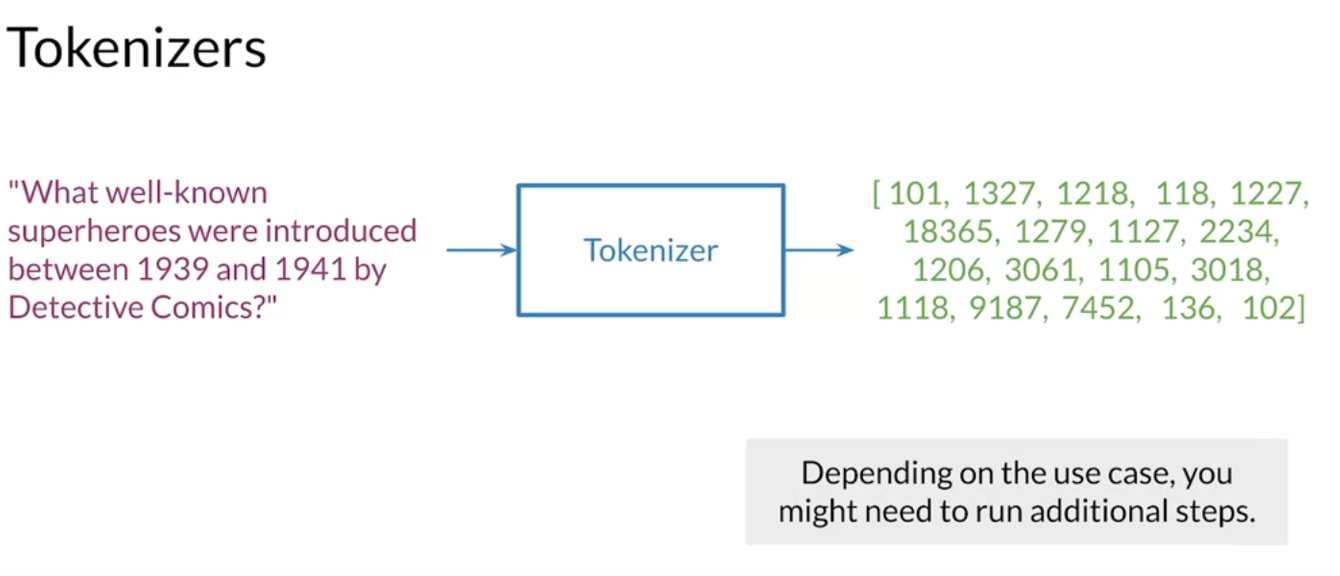 Tokenizers
"What well-known
superheroes were introduced
between 1939 and 1941 by
Detective Comics?"
Tokenizer
[ 101, 1327, 1218, 118, 1227,
18365, 1279, 1127, 2234,
1206, 3061, 1105, 3018,
1118, 9187, 7452, 136, 102]
Depending on the use case, you
might need to run additional steps.